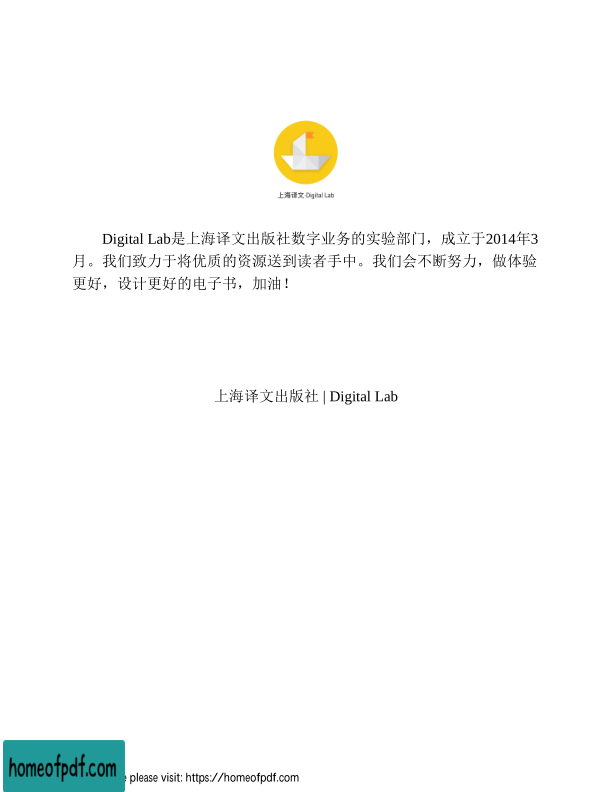 上海译文 Digital Lab
Digital Lab是上海译文出版社数字业务的实验部门，成立于2014年3
月。我们致力于将优质的资源送到读者手中。我们会不断努力，做体验
更好，设计更好的电子书，加油！
上海译文出版社 | Digital Lab
homeofpdf.com
please visit: https://homeofpdf.com